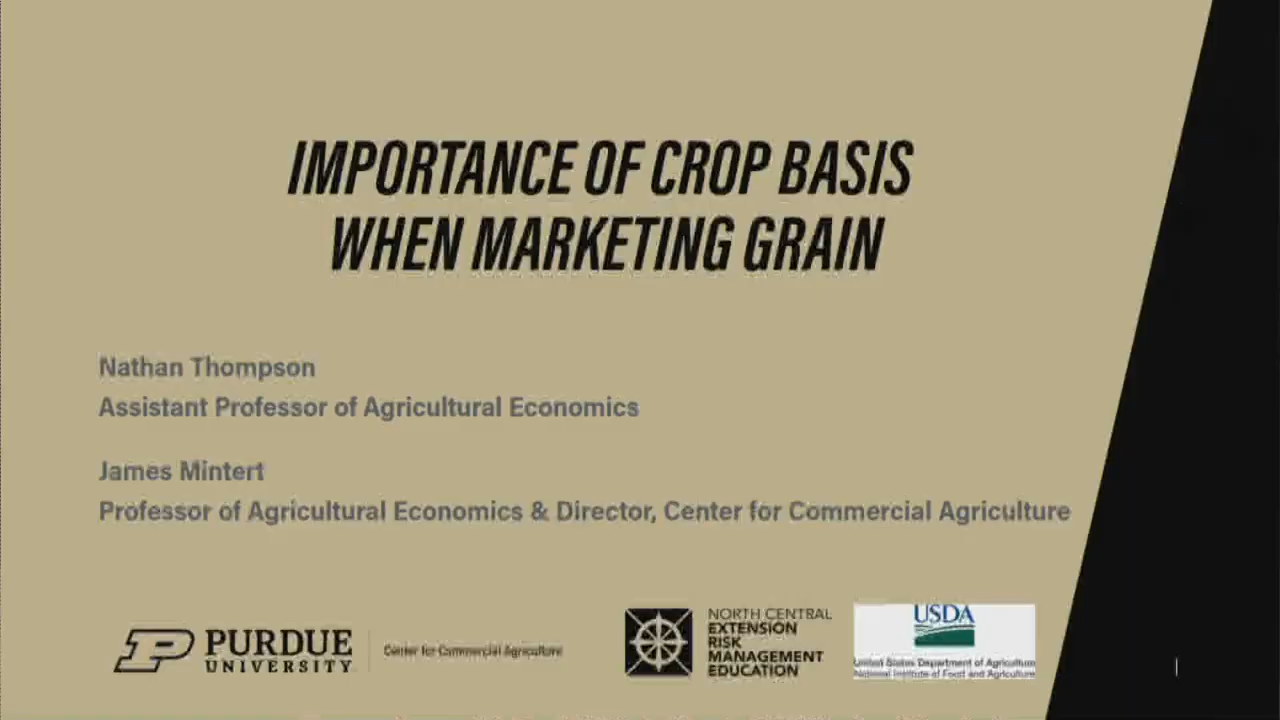 IMPORTANCE OF CROP BASIS
WHEN MARKETING GRAIN
Nathan Thompson
Assistant Professor of Agricultural Economics
James Mintert
Professor of Agricultural Economics & Director, Center for Commercial Agriculture
PURDUE
UNIVERSITY
Center for Commercial Agriculture
NORTH CENTRAL
EXTENSION
RISK
MANAGEMENT
EDUCATION
USDA
United States Department of Agriculture
National Institute of Food and Agriculture